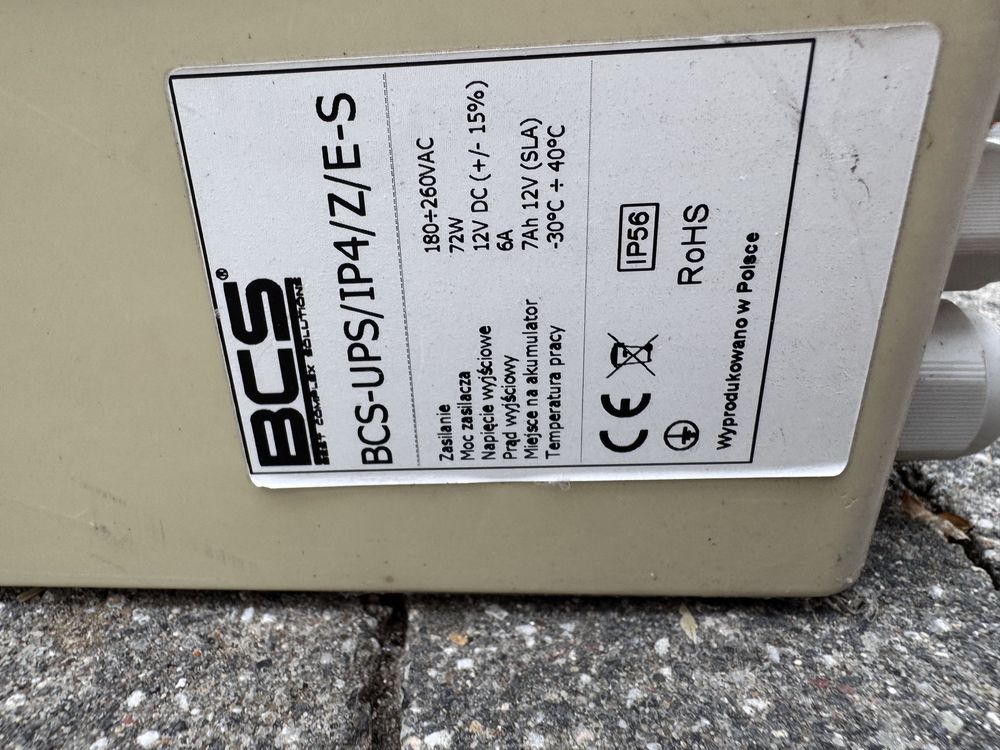 BCS®
BEST COMPLEX SOLUTIONS
BCS-UPS/IP4/Z/E-S
Zasilanie 180÷260VAC
Moc zasilacza 72W
Napięcie wyjściowe 12V DC (+/- 15%)
Prąd wyjściowy 6A
Miejsce na akumulator 7Ah 12V (SLA)
Temperatura pracy -30°C ÷ 40°C
CE
IP56
RoHS
Wyprodukowano w Polsce